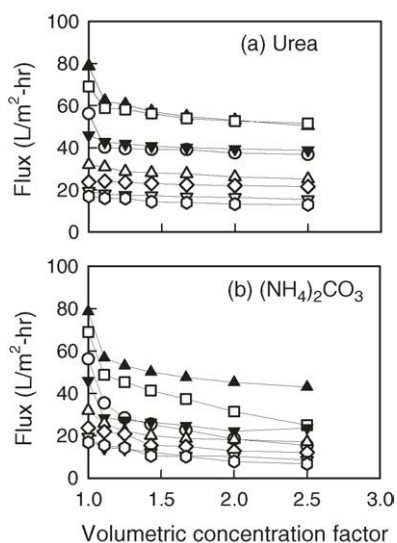 100
80
60
40
20
0
Flux (L/m²-hr)
(a) Urea
100
80
60
40
20
0
Flux (L/m²-hr)
(b) (NH4)2CO3
1.0 1.5 2.0 2.5 3.0
Volumetric concentration factor